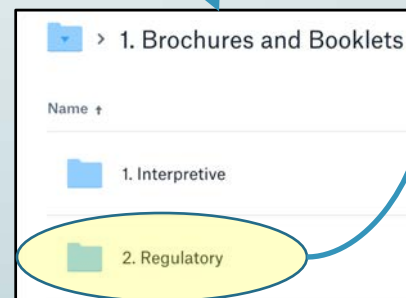 > 1. Brochures and Booklets
Name ↑
1. Interpretive
2. Regulatory